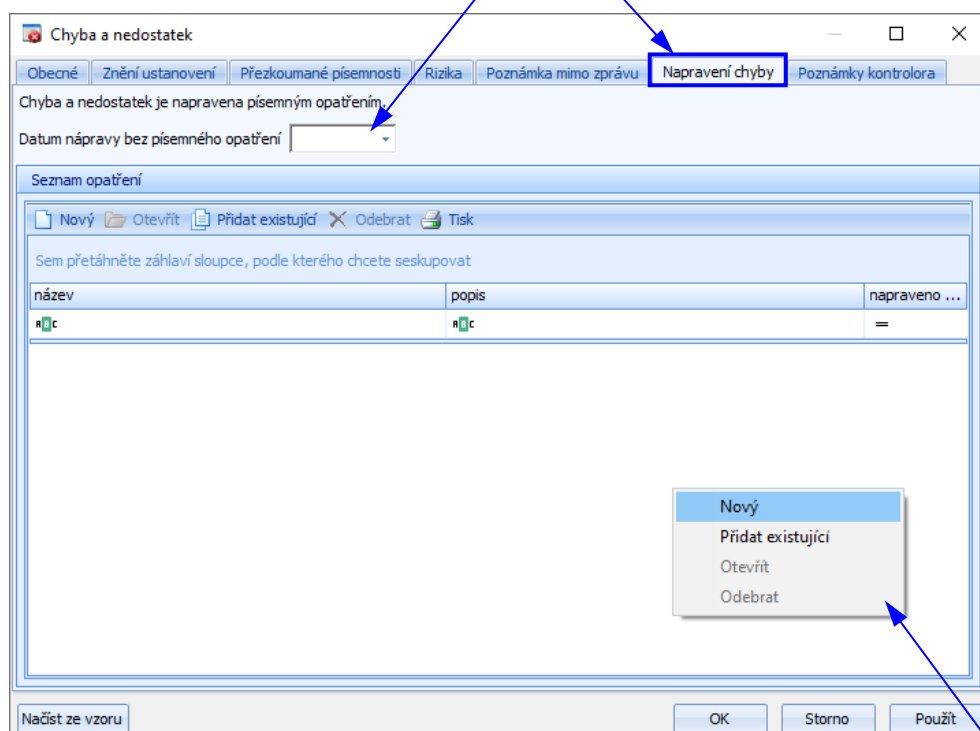 Chyba a nedostatek
Obecné Znění ustanovení Přezkoumané písemnosti Rizika Poznámka mimo zprávu Napravení chyby Poznámky kontrolora
Chyba a nedostatek je napravena písemným opatřením.
Datum nápravy bez písemného opatření
Seznam opatření
Nový Otevřít Přidat existující Odebrat Tisk
Sem přetáhněte záhlaví sloupce, podle kterého chcete seskupovat
název popis napraveno ...
ABC ABC =
Nový
Přidat existující
Otevřít
Odebrat
Načíst ze vzoru OK Storno Použít